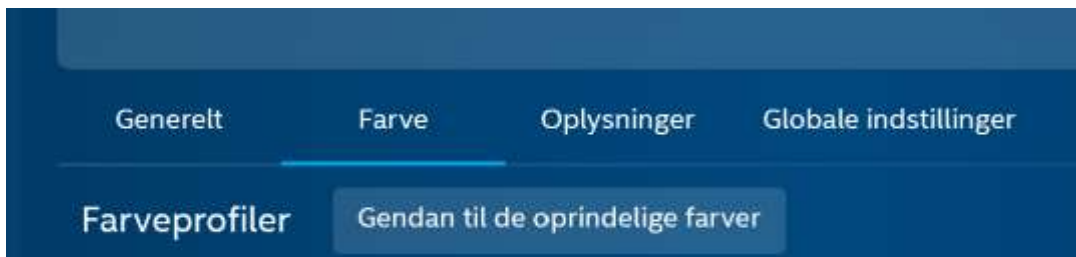 Generelt Farve Oplysninger Globale indstillinger
Farveprofiler Gendan til de oprindelige farver